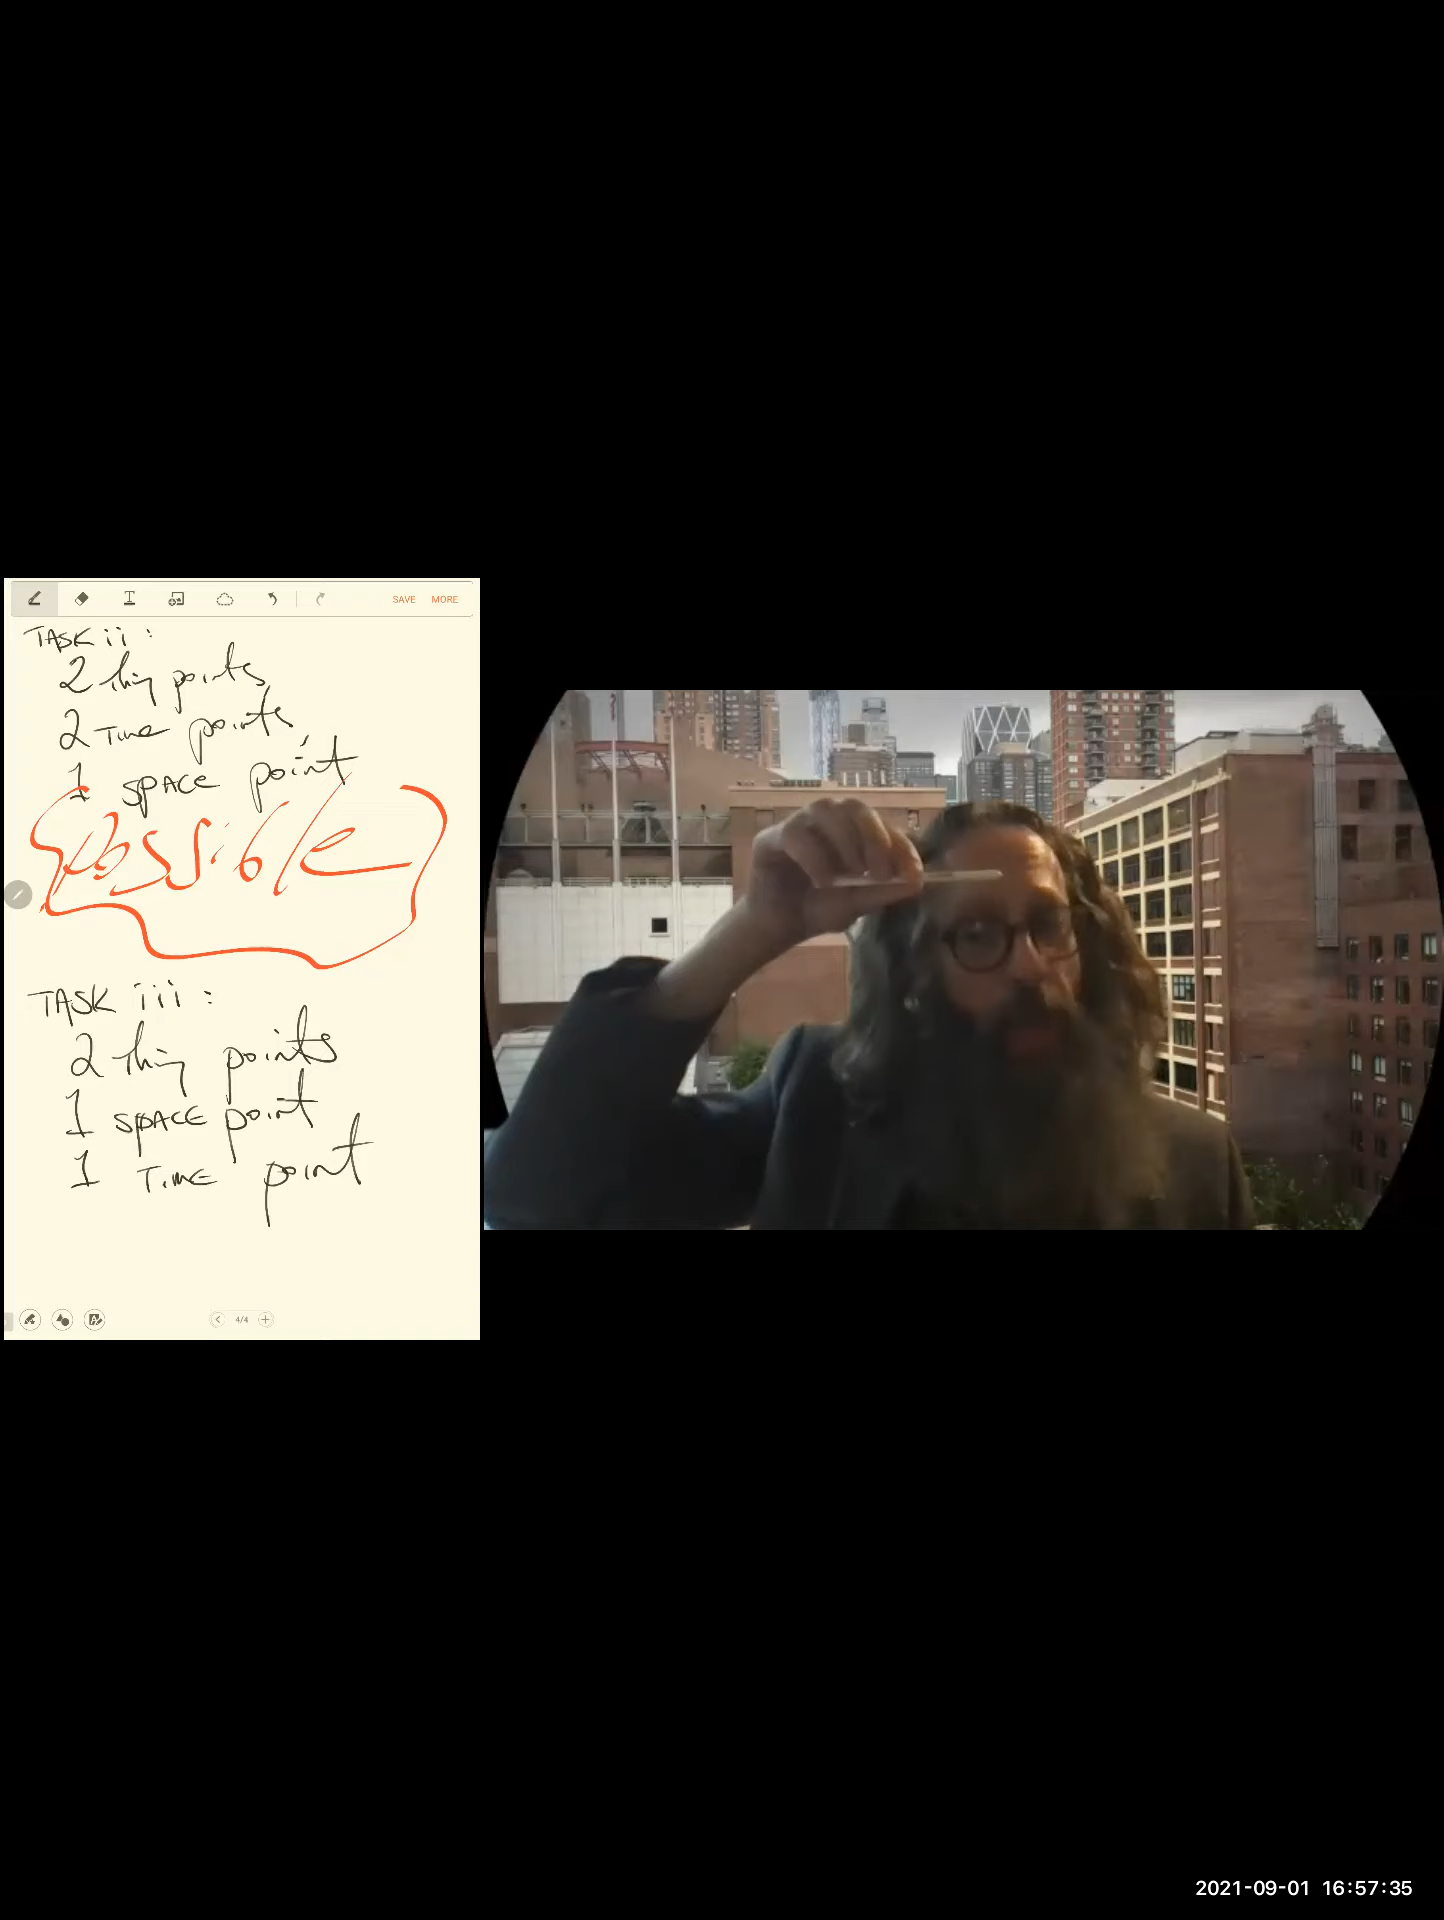 SAVE MORE
TASK ii :
2 thing points
2 TIME points
1 SPACE point
possible
TASK iii :
2 thing points
1 SPACE point
1 TIME point
4/4
2021-09-01 16:57:35